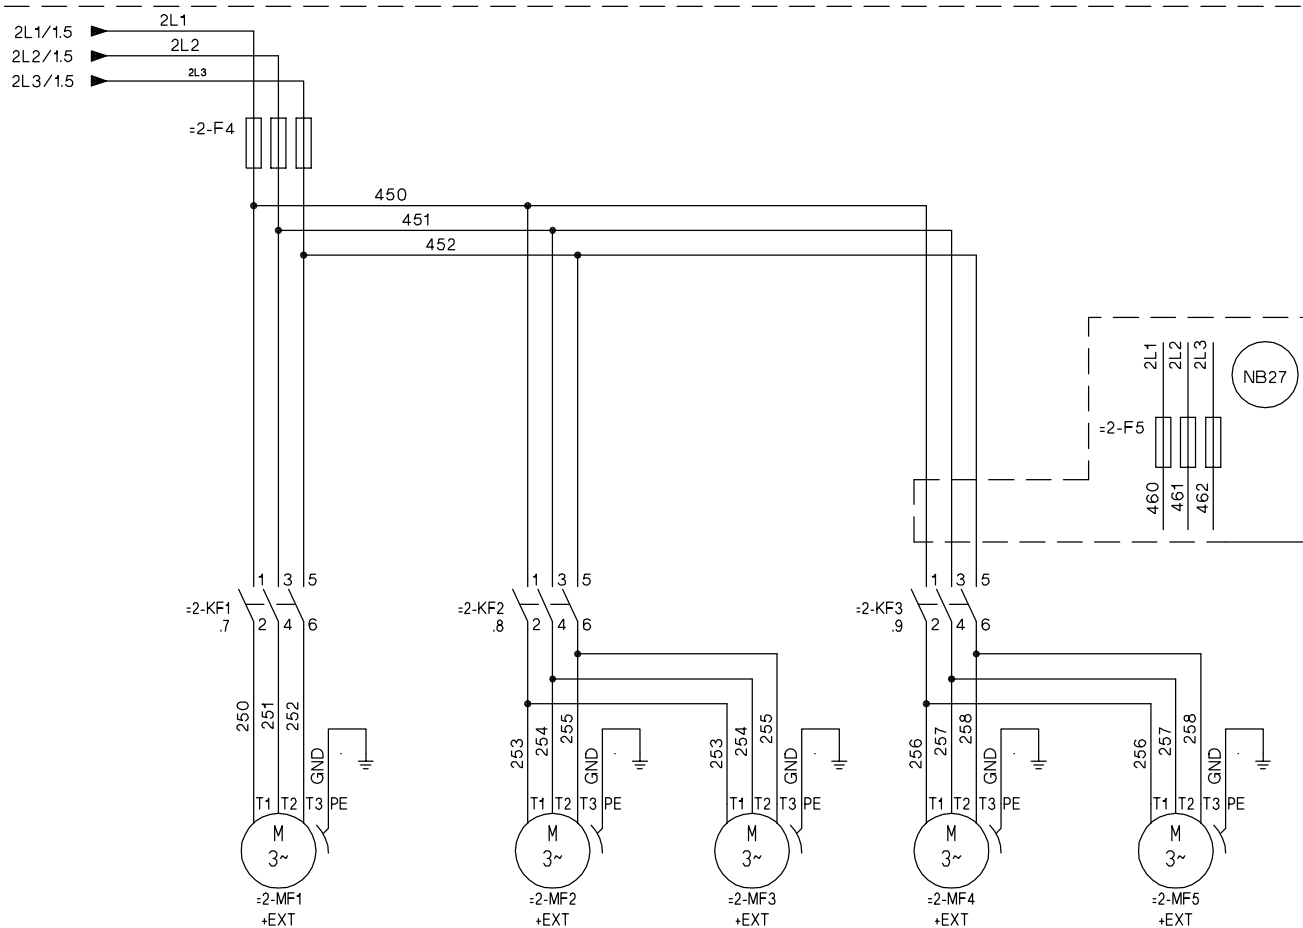 2L1/1.5 2L1
2L2/1.5 2L2
2L3/1.5 2L3
=2-F4
450
451
452
2L1 2L2 2L3 NB27
=2-F5
460 461 462
1 3 5 1 3 5 1 3 5
=2-KF1 =2-KF2 =2-KF3
.7 2 4 6 .8 2 4 6 .9 2 4 6
250 251 252 253 254 255 253 254 255 256 257 258 256 257 258
GND GND GND GND GND
T1 T2 T3 PE T1 T2 T3 PE T1 T2 T3 PE T1 T2 T3 PE T1 T2 T3 PE
M M M M M
3~ 3~ 3~ 3~ 3~
=2-MF1 =2-MF2 =2-MF3 =2-MF4 =2-MF5
+EXT +EXT +EXT +EXT +EXT